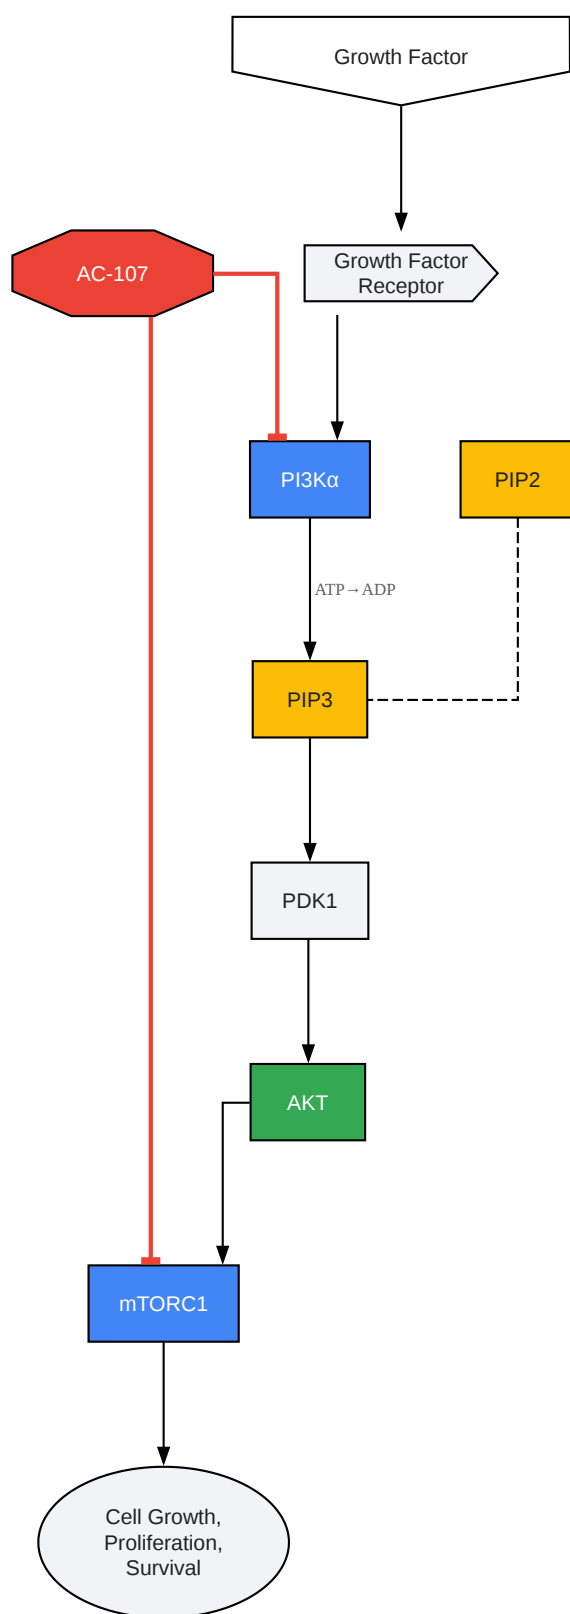 Growth Factor
AC-107
Growth Factor
Receptor
PI3Kα
PIP2
ATP→ADP
PIP3
PDK1
AKT
mTORC1
Cell Growth,
Proliferation,
Survival